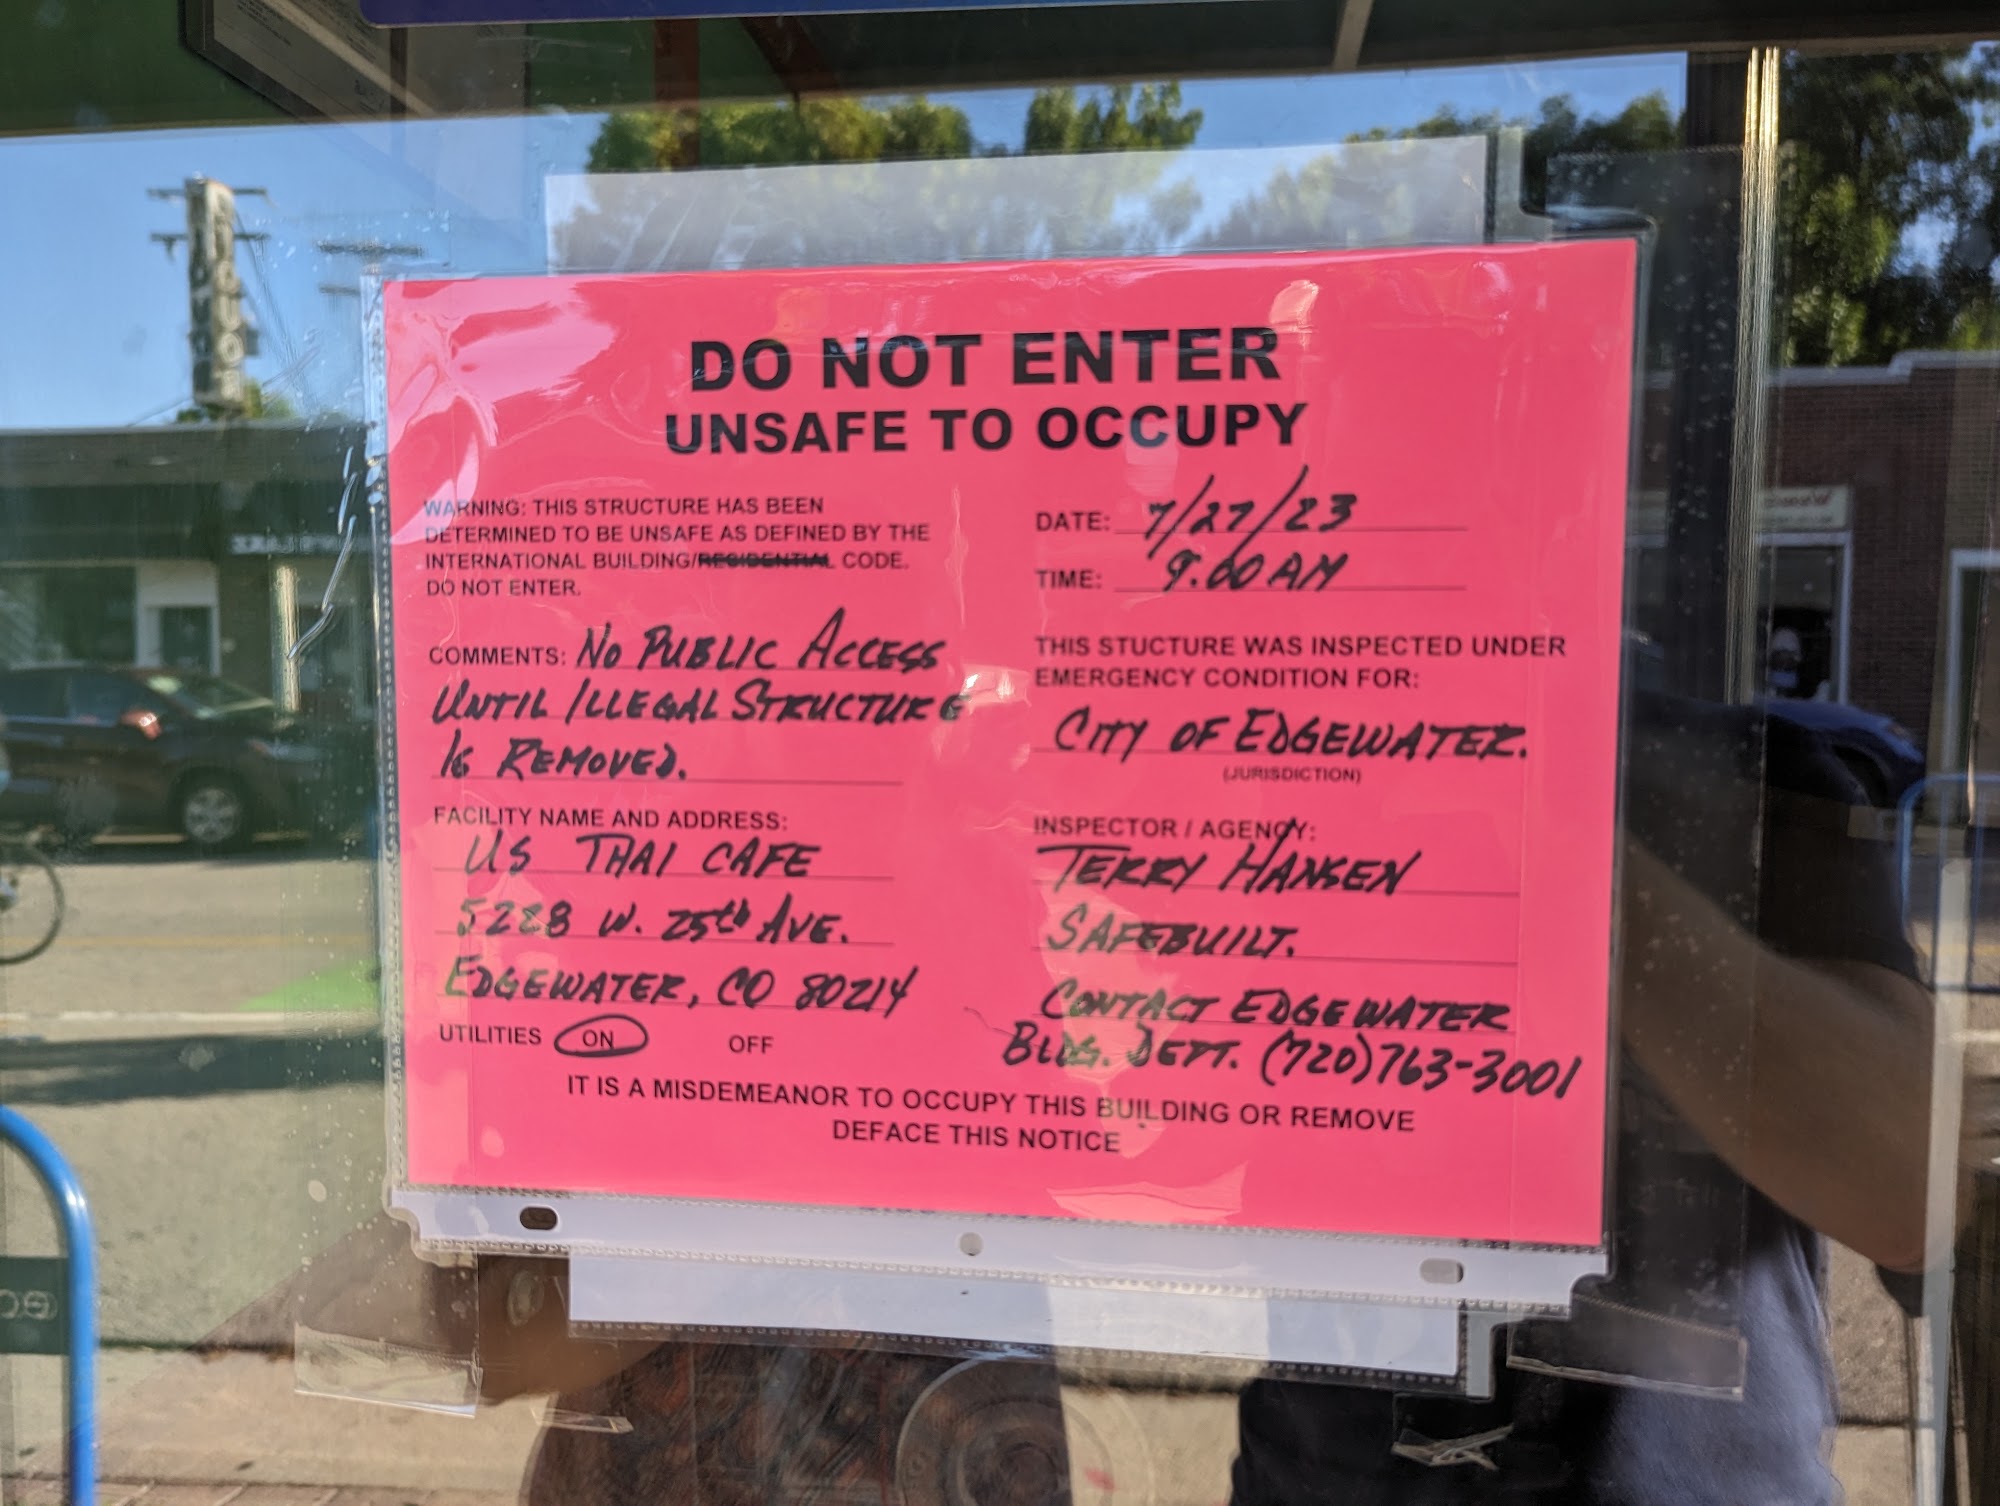 DO NOT ENTER
UNSAFE TO OCCUPY
WARNING: THIS STRUCTURE HAS BEEN
DETERMINED TO BE UNSAFE AS DEFINED BY THE
INTERNATIONAL BUILDING/RESIDENTIAL CODE.
DO NOT ENTER.
COMMENTS: NO PUBLIC ACCESS
UNTIL ILLEGAL STRUCTURE
IS REMOVED.
FACILITY NAME AND ADDRESS:
US THAI CAFE
5228 W. 25th AVE.
EDGEWATER, CO 80214
UTILITIES ON OFF
DATE: 7/27/23
TIME: 9:00 AM
THIS STUCTURE WAS INSPECTED UNDER
EMERGENCY CONDITION FOR:
CITY OF EDGEWATER.
(JURISDICTION)
INSPECTOR / AGENCY:
TERRY HANSEN
SAFEBUILT.
CONTACT EDGEWATER
BLDG. DEPT. (720)763-3001
IT IS A MISDEMEANOR TO OCCUPY THIS BUILDING OR REMOVE
DEFACE THIS NOTICE